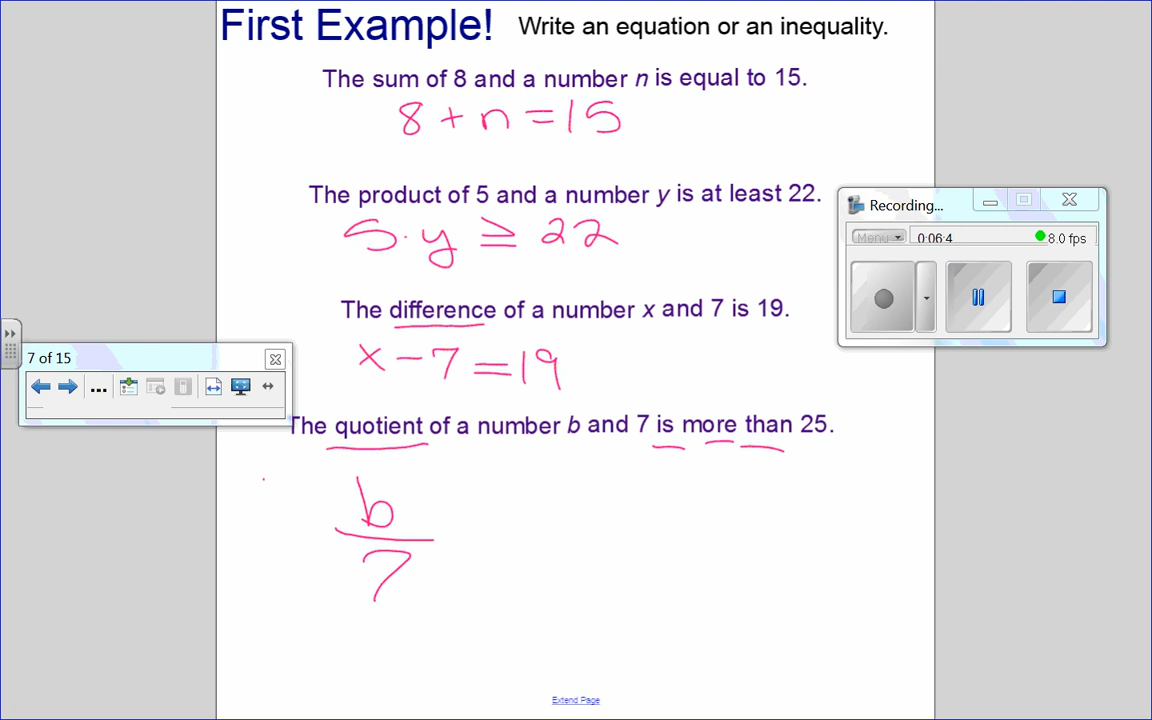 First Example! Write an equation or an inequality.
The sum of 8 and a number n is equal to 15.
8 + n = 15
The product of 5 and a number y is at least 22.
5 · y ≥ 22
Recording...
Menu 0:06:4 8.0 fps
The difference of a number x and 7 is 19.
x - 7 = 19
7 of 15
...
The quotient of a number b and 7 is more than 25.
b
7
Extend Page